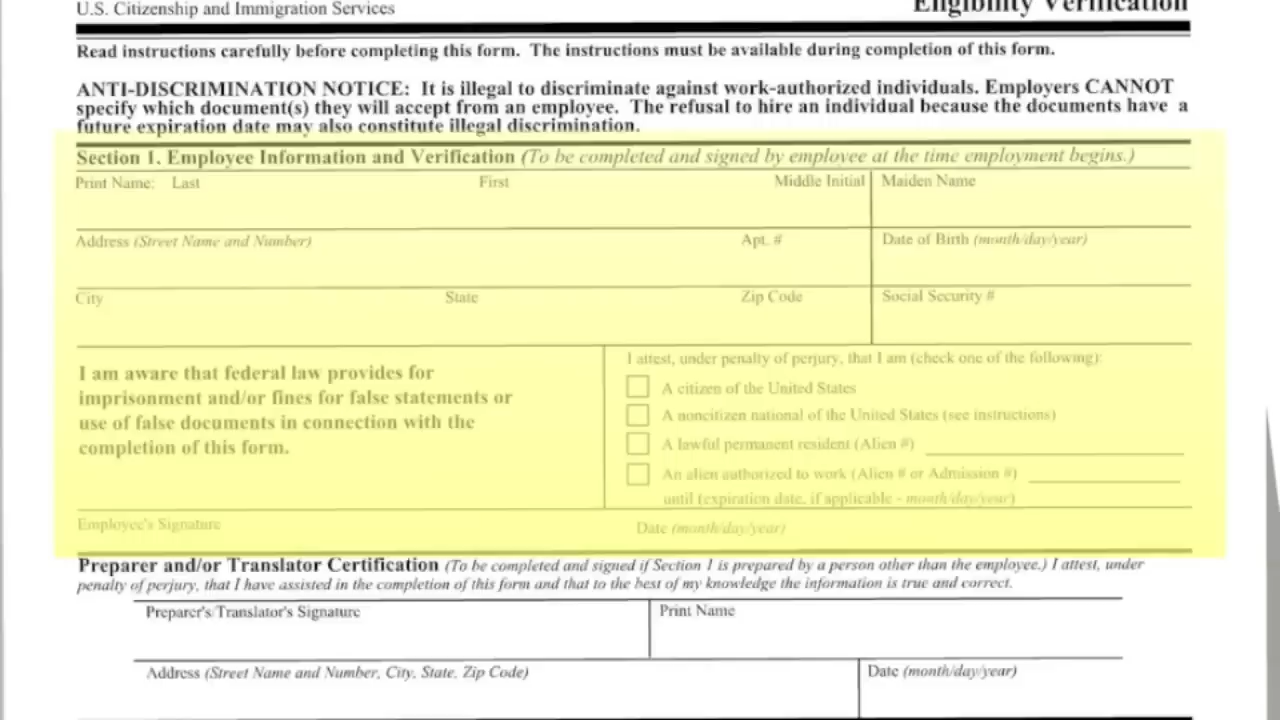 U.S. Citizenship and Immigration Services
Eligibility Verification
Read instructions carefully before completing this form. The instructions must be available during completion of this form.
ANTI-DISCRIMINATION NOTICE: It is illegal to discriminate against work-authorized individuals. Employers CANNOT
specify which document(s) they will accept from an employee. The refusal to hire an individual because the documents have a
future expiration date may also constitute illegal discrimination.
Section 1. Employee Information and Verification (To be completed and signed by employee at the time employment begins.)
Print Name: Last First Middle Initial Maiden Name
Address (Street Name and Number) Apt. # Date of Birth (month/day/year)
City State Zip Code Social Security #
I am aware that federal law provides for
imprisonment and/or fines for false statements or
use of false documents in connection with the
completion of this form.
I attest, under penalty of perjury, that I am (check one of the following):
A citizen of the United States
A noncitizen national of the United States (see instructions)
A lawful permanent resident (Alien #)
An alien authorized to work (Alien # or Admission #)
until (expiration date, if applicable - month/day/year)
Employee's Signature Date (month/day/year)
Preparer and/or Translator Certification (To be completed and signed if Section 1 is prepared by a person other than the employee.) I attest, under
penalty of perjury, that I have assisted in the completion of this form and that to the best of my knowledge the information is true and correct.
Preparer's/Translator's Signature Print Name
Address (Street Name and Number, City, State, Zip Code) Date (month/day/year)